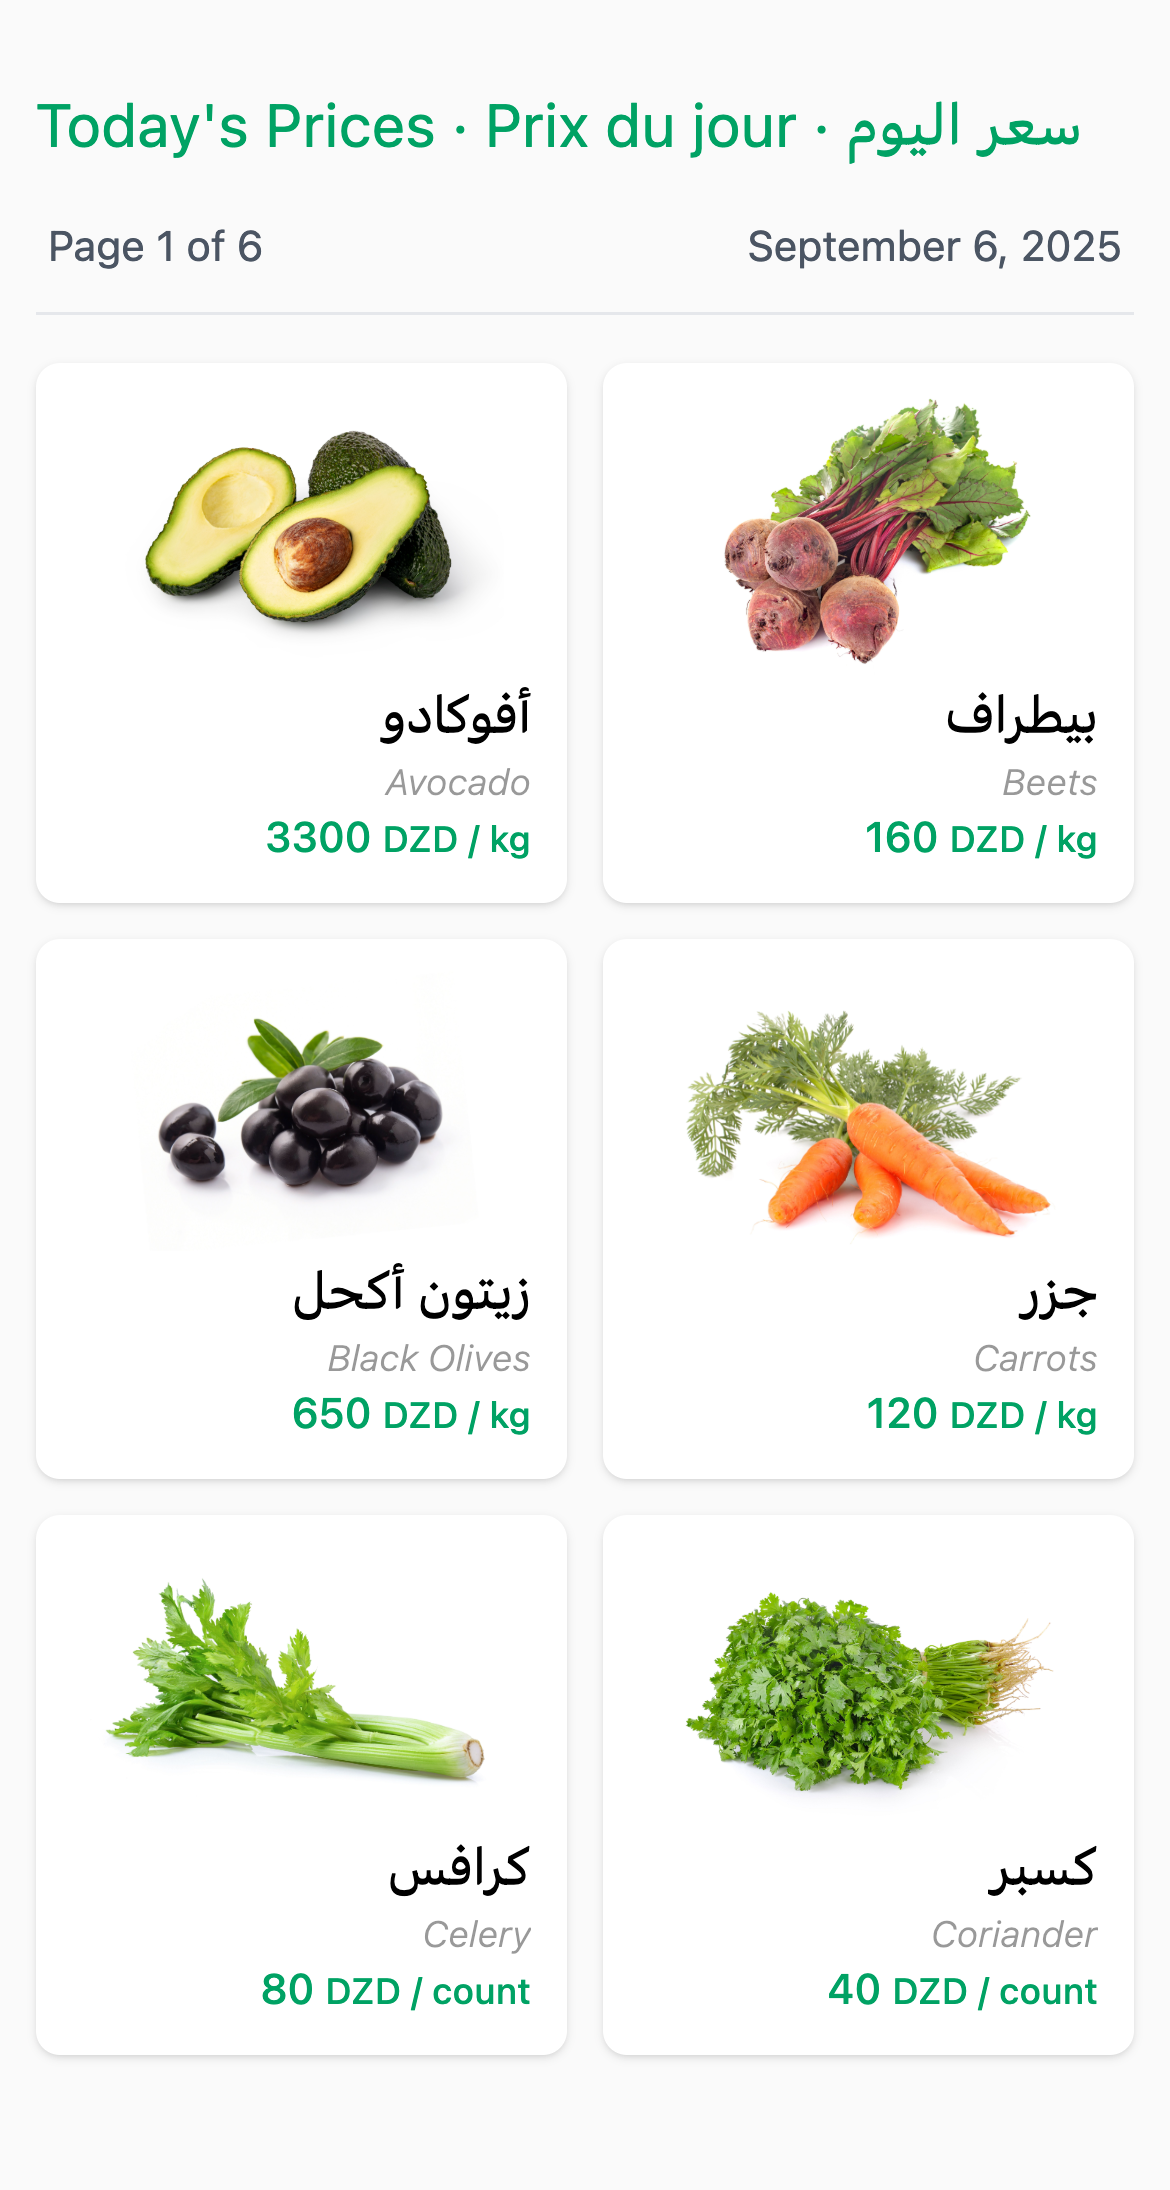 Today's Prices · Prix du jour · سعر اليوم
Page 1 of 6
September 6, 2025
أفوكادو
Avocado
3300 DZD / kg
بيطراف
Beets
160 DZD / kg
زيتون أكحل
Black Olives
650 DZD / kg
جزر
Carrots
120 DZD / kg
كرافس
Celery
80 DZD / count
كسبر
Coriander
40 DZD / count